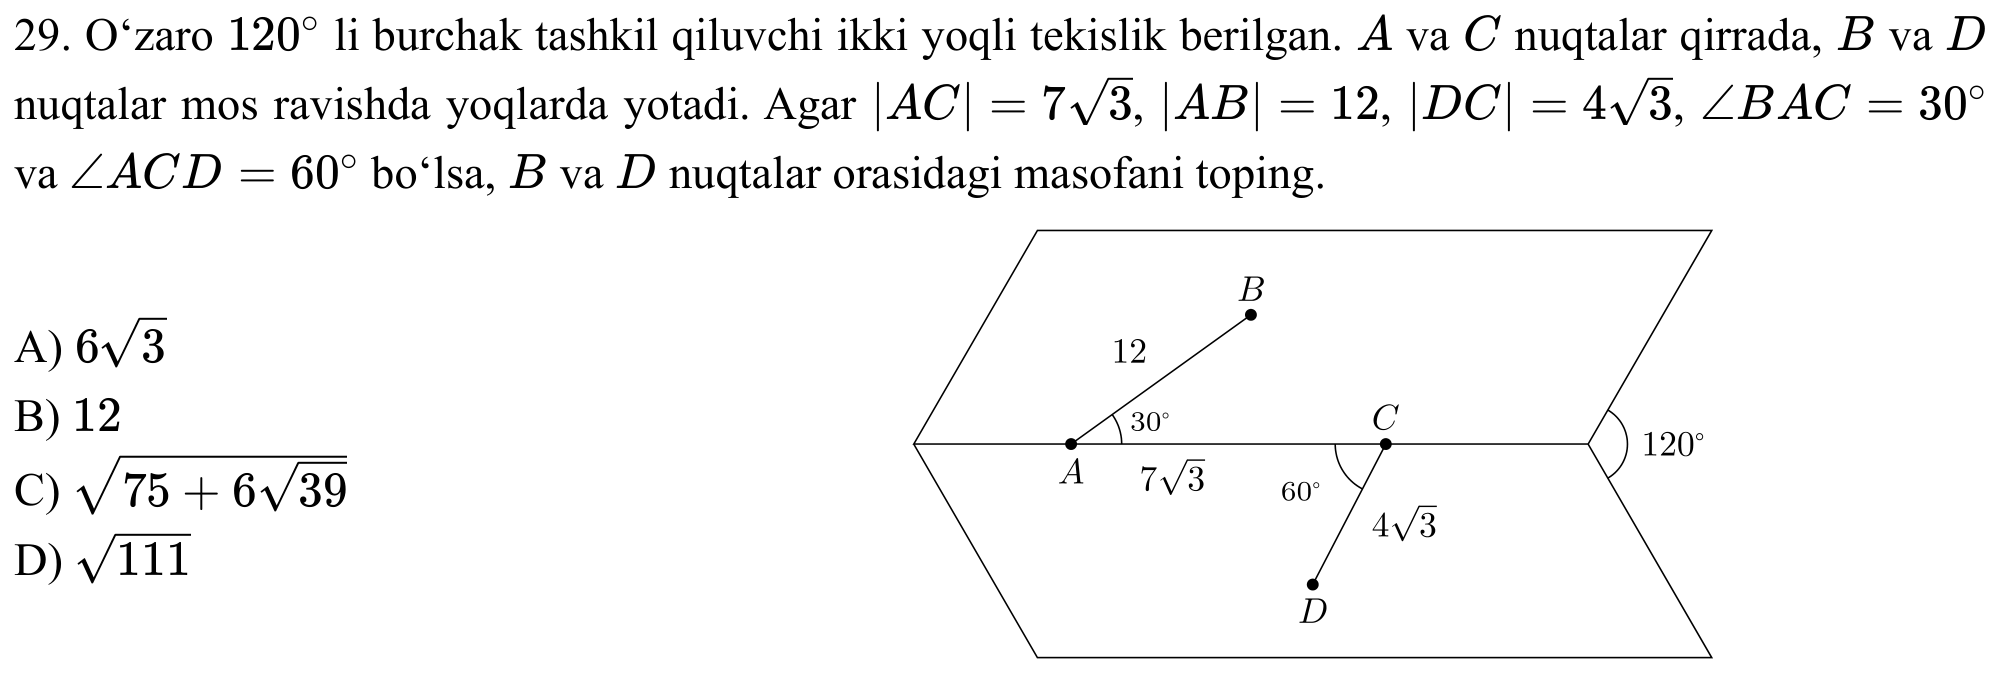 29. O‘zaro 120° li burchak tashkil qiluvchi ikki yoqli tekislik berilgan. A va C nuqtalar qirrada, B va D
nuqtalar mos ravishda yoqlarda yotadi. Agar |AC| = 7√3, |AB| = 12, |DC| = 4√3, ∠BAC = 30°
va ∠ACD = 60° bo‘lsa, B va D nuqtalar orasidagi masofani toping.
A) 6√3
B) 12
C) √(75 + 6√39)
D) √111
B
12
30°
C
120°
A
7√3
60°
4√3
D